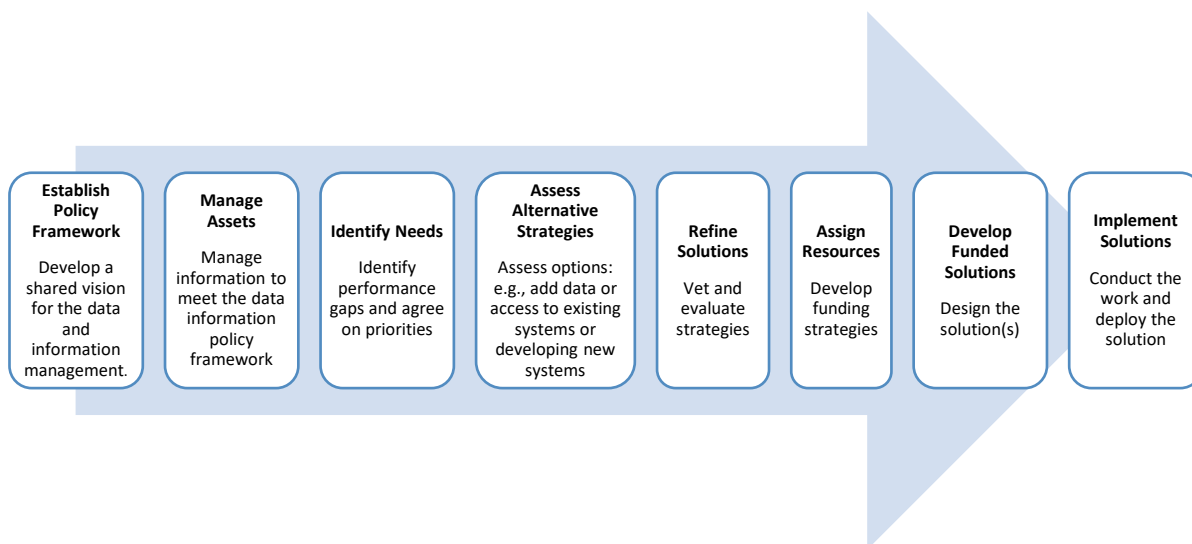 Establish
Policy
Framework
Develop a
shared vision
for the data
and
information
management.
Manage
Assets
Manage
information to
meet the data
information
policy
framework
Identify Needs
Identify
performance
gaps and agree
on priorities
Assess
Alternative
Strategies
Assess options:
e.g., add data or
access to existing
systems or
developing new
systems
Refine
Solutions
Vet and
evaluate
strategies
Assign
Resources
Develop
funding
strategies
Develop
Funded
Solutions
Design the
solution(s)
Implement
Solutions
Conduct the
work and
deploy the
solution